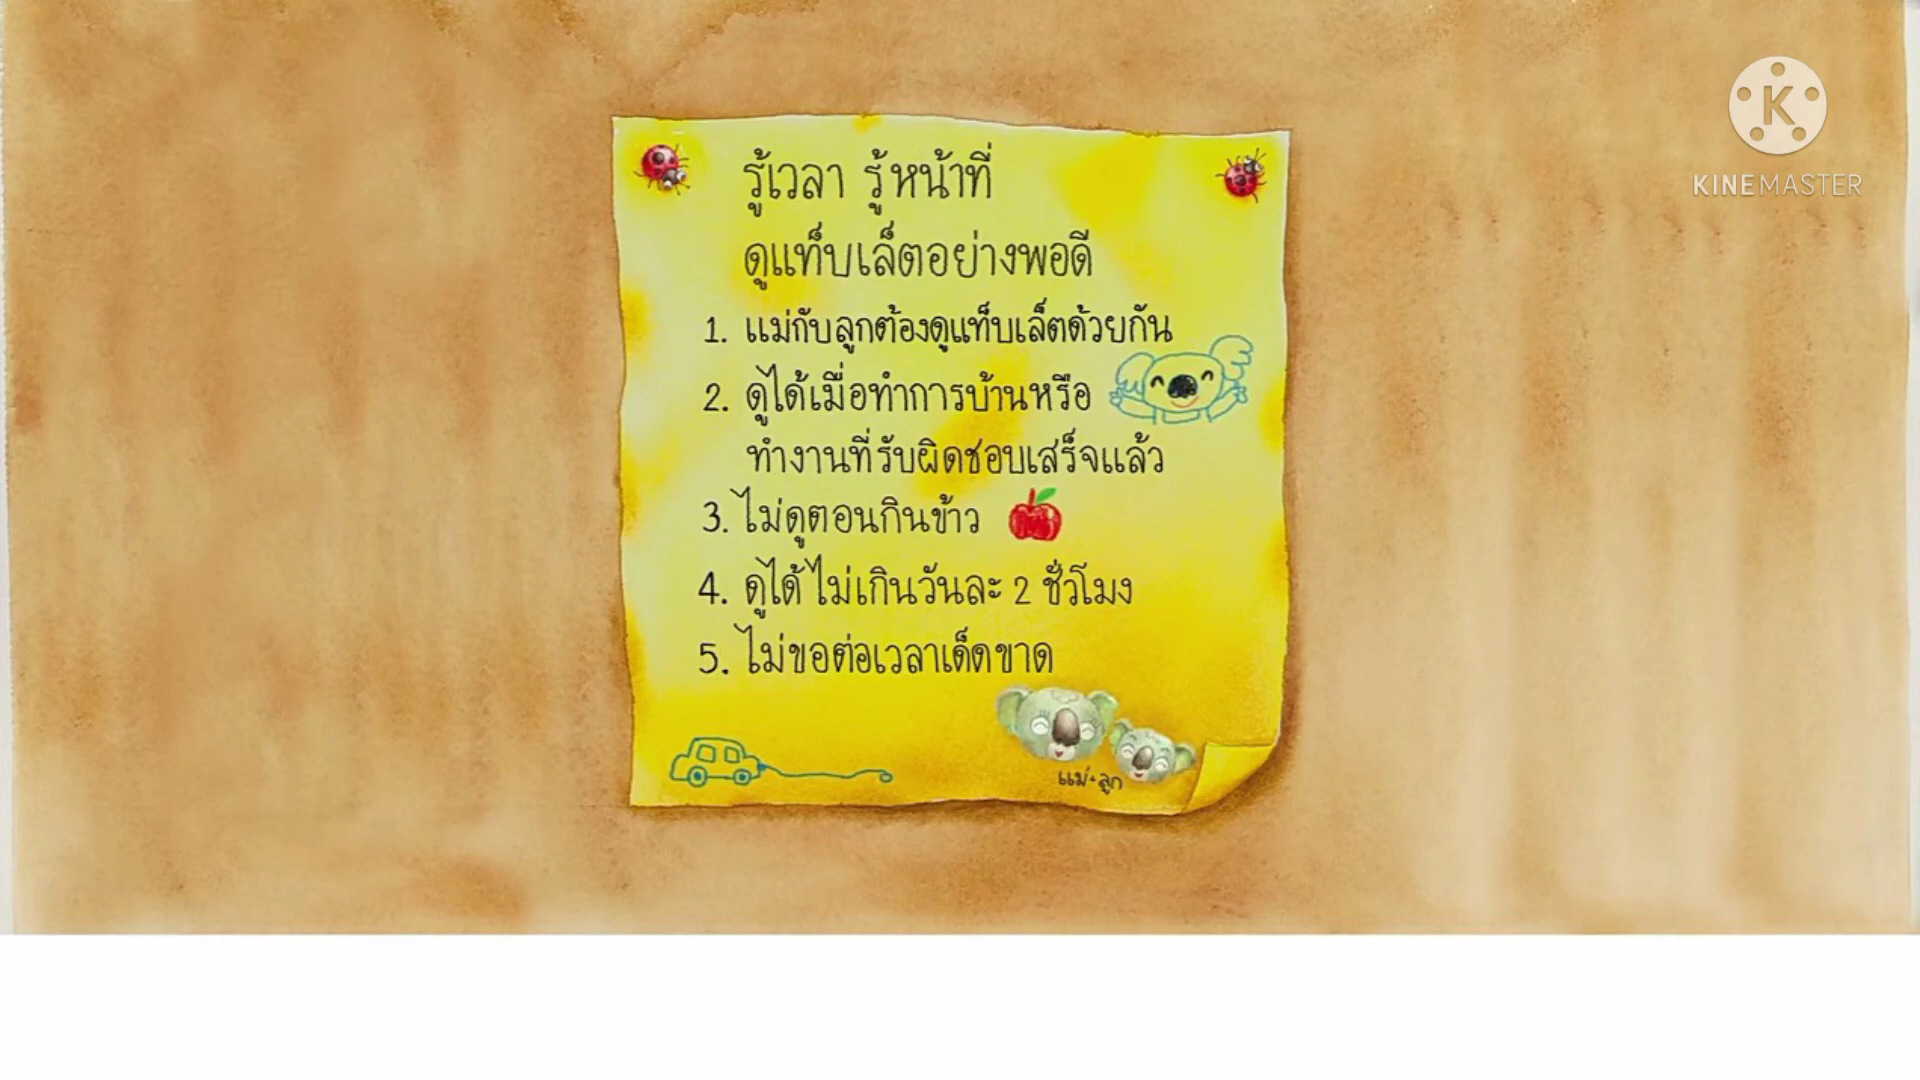 รู้เวลา รู้หน้าที่
ดูแท็บเล็ตอย่างพอดี
1. แม่กับลูกต้องดูแท็บเล็ตด้วยกัน
2. ดูได้เมื่อทำการบ้านหรือ
ทำงานที่รับผิดชอบเสร็จแล้ว
3. ไม่ดูตอนกินข้าว
4. ดูได้ ไม่เกินวันละ 2 ชั่วโมง
5. ไม่ขอต่อเวลาเด็ดขาด
แม่+ลูก
K
KINEMASTER